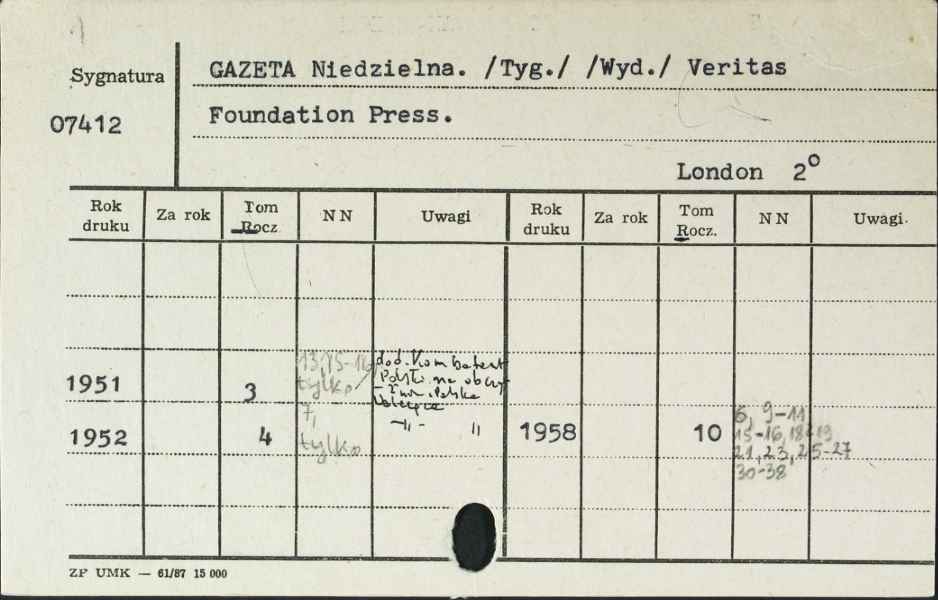 Sygnatura
GAZETA Niedzielna. /Tyg./ /Wyd./ Veritas
07412
Foundation Press.
London 2°
Rok druku Za rok Tom Rocz. NN Uwagi Rok druku Za rok Tom Rocz. NN Uwagi
1951 3 13, 15-16 tylko dod. Kombatant Polski na obczy
1952 4 7, tylko -"- "
1958 10 6, 9-11
15-16, 18-19
21, 23, 25-27
30-38
ZP UMK — 61/87 15 000